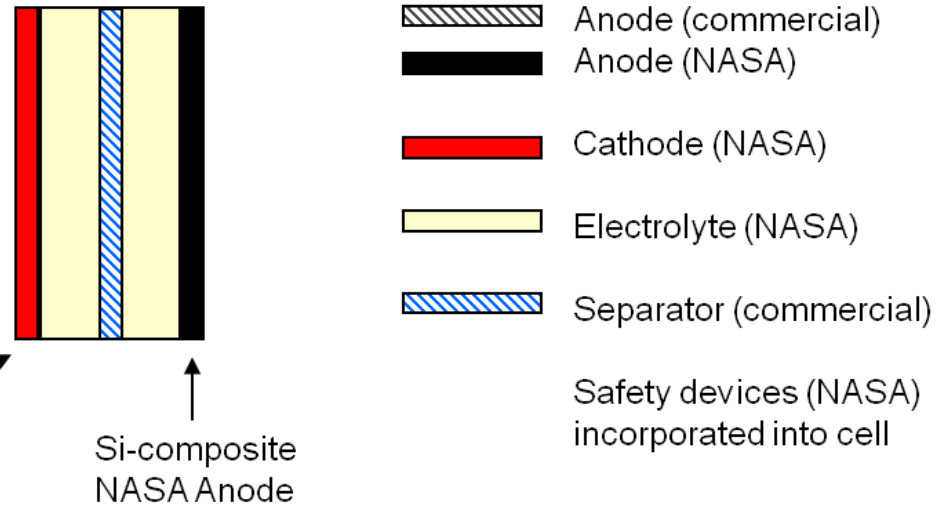 Anode (commercial)
Anode (NASA)
Cathode (NASA)
Electrolyte (NASA)
Separator (commercial)
Safety devices (NASA)
incorporated into cell
Si-composite
NASA Anode